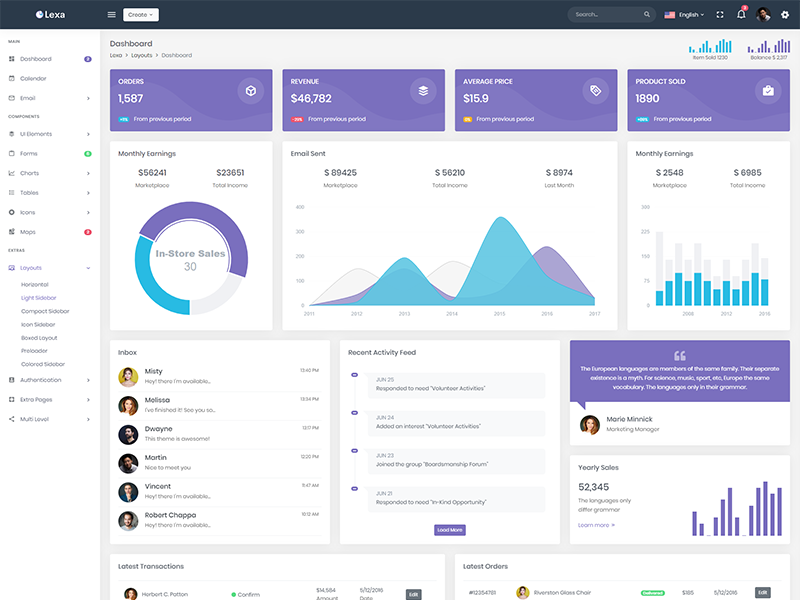 Lexa
Create
Search...
English
3
MAIN
Dashboard
2
Calendar
Email
COMPONENTS
UI Elements
Forms
Charts
Tables
Icons
Maps
2
EXTRAS
Layouts
Horizontal
Light Sidebar
Compact Sidebar
Icon Sidebar
Boxed Layout
Preloader
Colored Sidebar
Authentication
Extra Pages
Multi Level
Dashboard
Lexa > Layouts > Dashboard
Item Sold 1230
Balance $ 2,317
ORDERS
1,587
From previous period
REVENUE
$46,782
From previous period
AVERAGE PRICE
$15.9
0%
From previous period
PRODUCT SOLD
1890
From previous period
Monthly Earnings
$56241
Marketplace
$23651
Total Income
In-Store Sales
30
Email Sent
$ 89425
Marketplace
$ 56210
Total Income
$ 8974
Last Month
400
300
200
100
0
2011
2012
2013
2014
2015
2016
2017
Monthly Earnings
$ 2548
Marketplace
$ 6985
Total Income
155
75
0
2008
2012
2016
Inbox
Misty
13:40 PM
Hey! there I'm available...
Melissa
13:34 PM
I've finished it! See you so...
Dwayne
13:17 PM
This theme is awesome!
Martin
12:20 PM
Nice to meet you
Vincent
11:47 AM
Hey! there I'm available...
Robert Chappa
10:12 AM
Hey! there I'm available...
Recent Activity Feed
JUN 25
Responded to need "Volunteer Activities"
JUN 24
Added an interest "Volunteer Activities"
JUN 23
Joined the group "Boardsmanship Forum"
JUN 21
Responded to need "In-Kind Opportunity"
Load More
The European languages are members of the same family. Their separate
existence is a myth. For science, music, sport, etc, Europe the same
vocabulary. The languages only in their grammar.
Marie Minnick
Marketing Manager
Yearly Sales
52,345
The languages only
differ grammar
Learn more
Latest Transactions
Herbert C. Patton
Confirm
$14,584
Amount
5/12/2016
Date
Edit
Latest Orders
#12354781
Riverston Glass Chair
Delivered
$185
5/12/2016
Edit